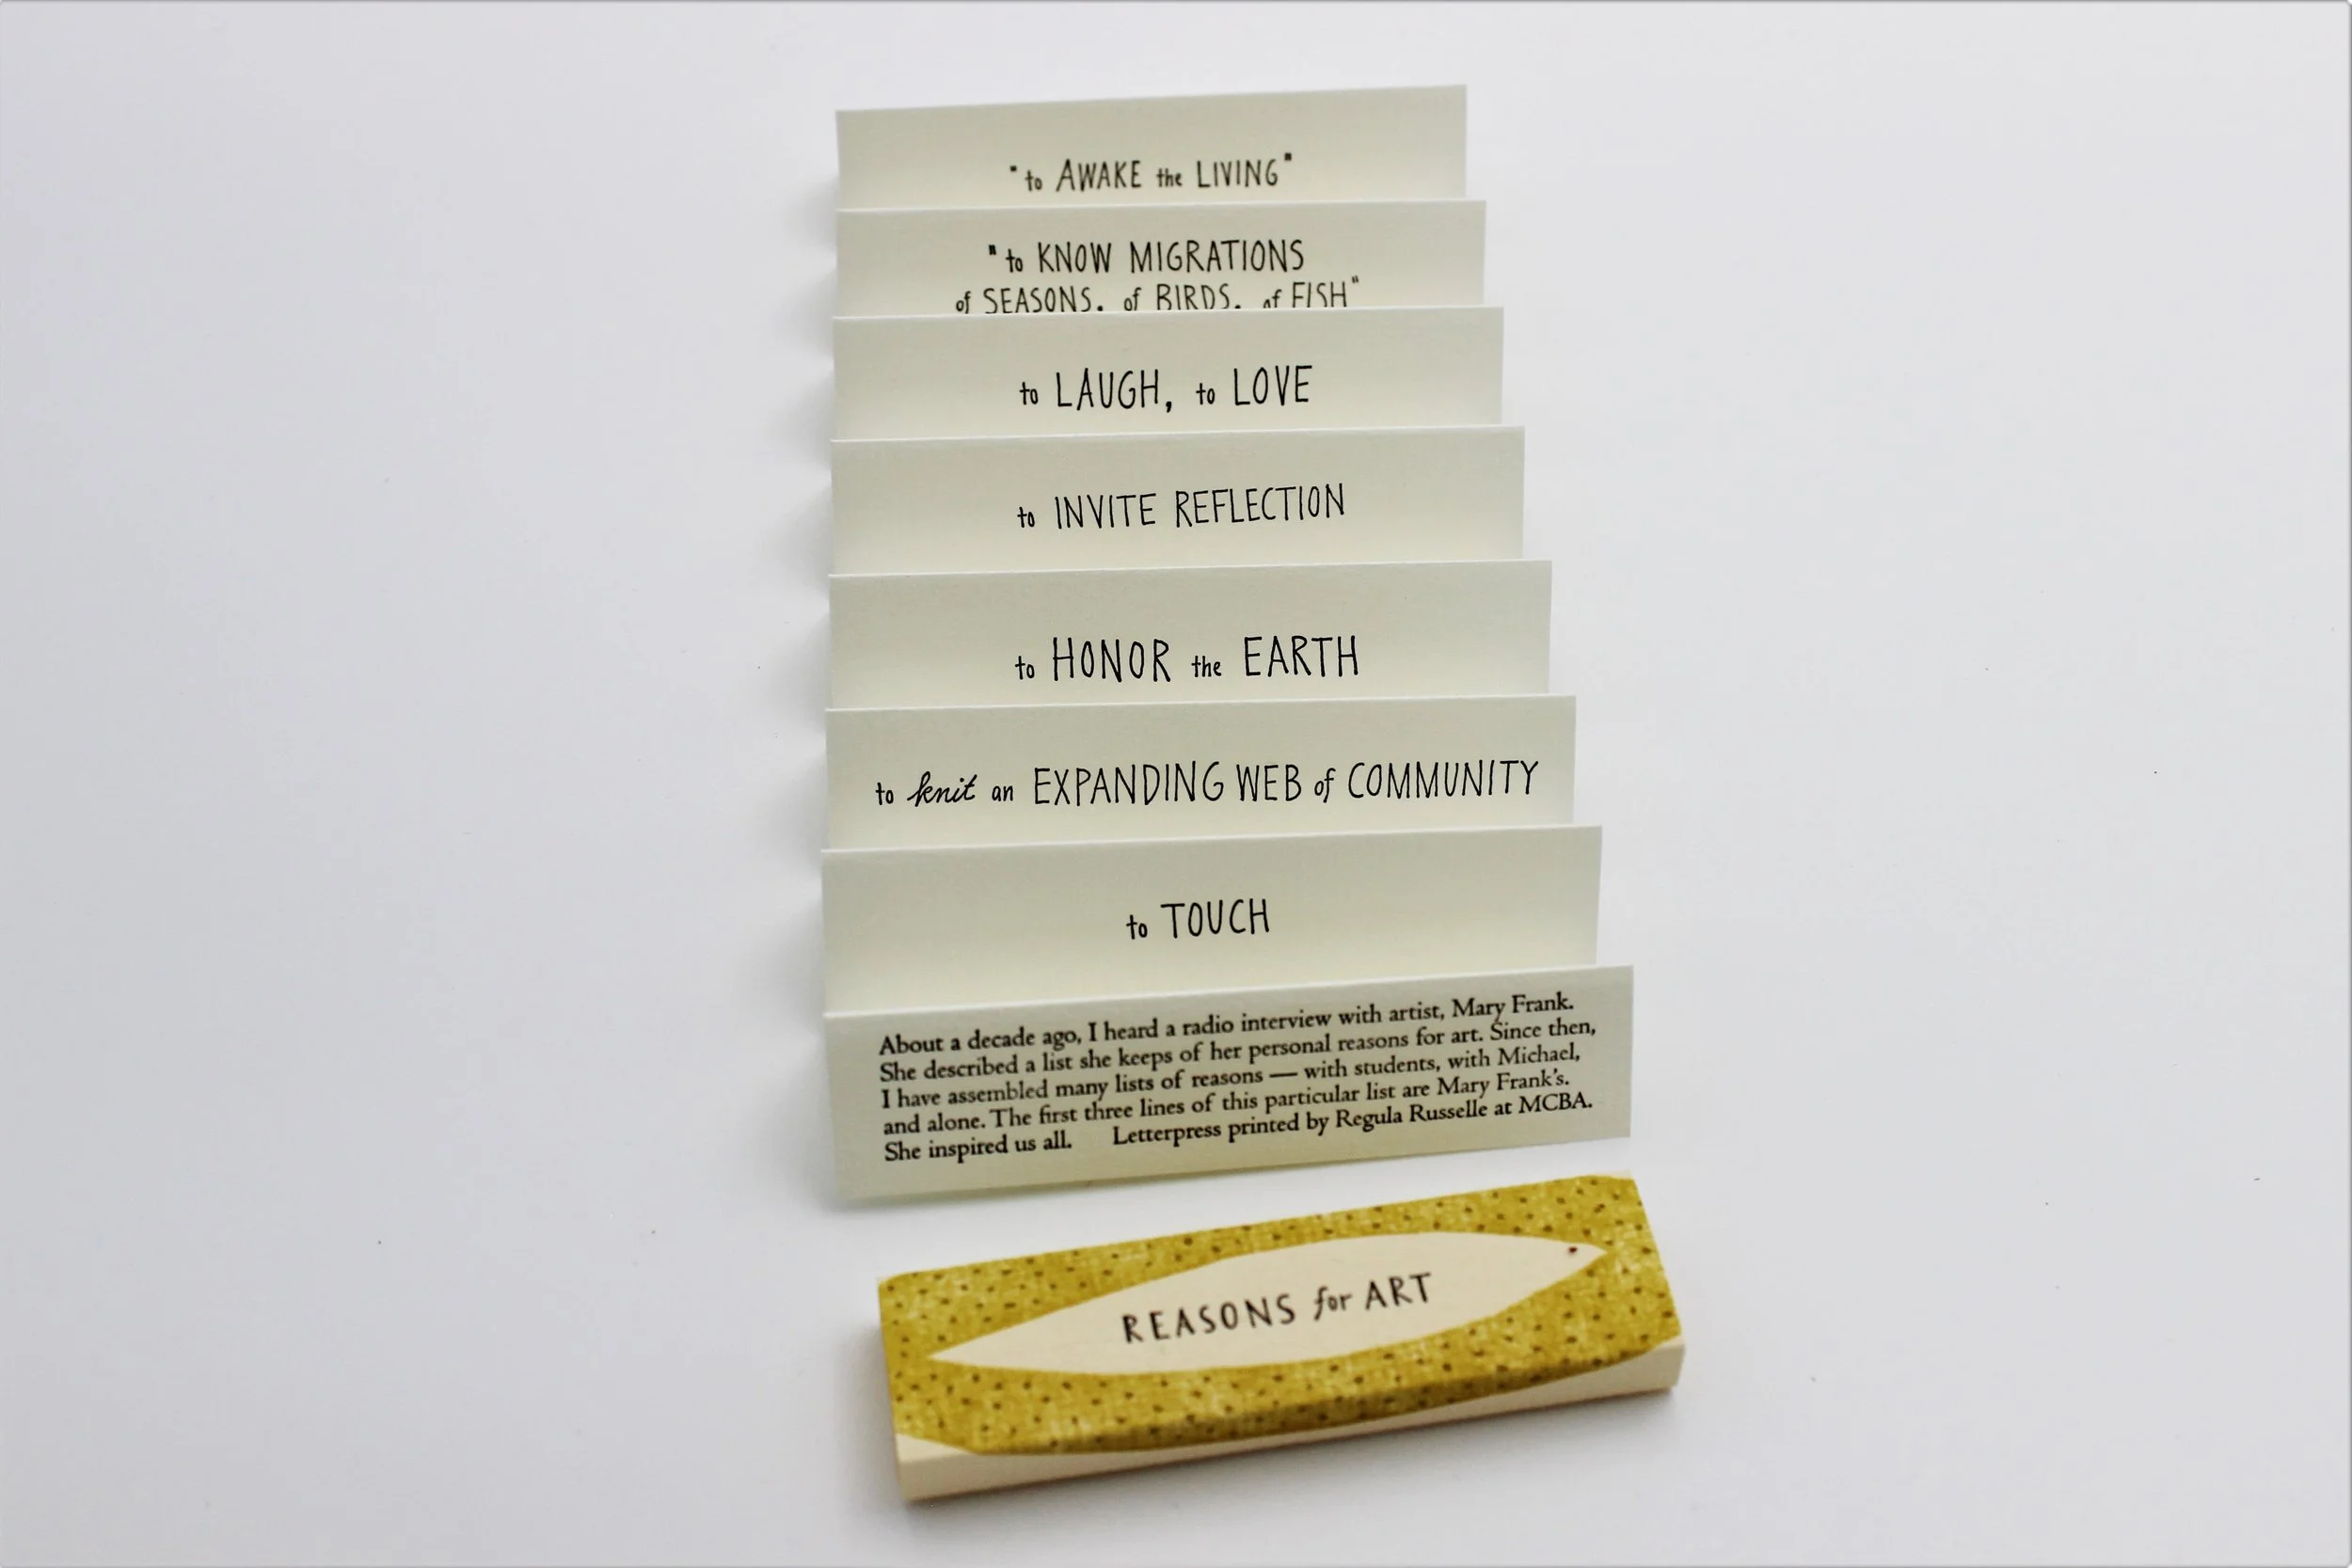 "to AWAKE the LIVING"
"to KNOW MIGRATIONS
of SEASONS, of BIRDS, of FISH"
to LAUGH, to LOVE
to INVITE REFLECTION
to HONOR the EARTH
to knit an EXPANDING WEB of COMMUNITY
to TOUCH
About a decade ago, I heard a radio interview with artist, Mary Frank.
She described a list she keeps of her personal reasons for art. Since then,
I have assembled many lists of reasons — with students, with Michael,
and alone. The first three lines of this particular list are Mary Frank's.
She inspired us all. Letterpress printed by Regula Russelle at MCBA.
REASONS for ART